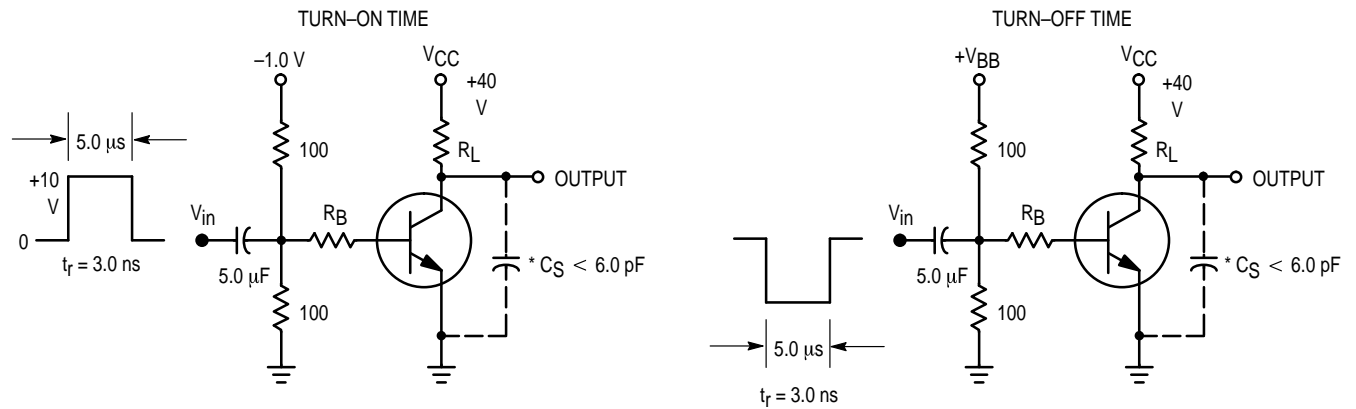 TURN–ON TIME
–1.0 V
VCC
+40
V
5.0 µs
100
RL
+10
V
OUTPUT
Vin
RB
0
tr = 3.0 ns
5.0 µF
* CS < 6.0 pF
100
TURN–OFF TIME
+VBB
VCC
+40
V
100
RL
OUTPUT
Vin
RB
5.0 µF
* CS < 6.0 pF
100
5.0 µs
tr = 3.0 ns